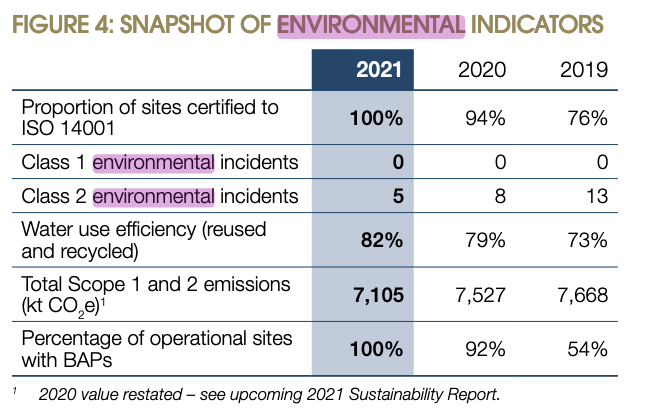 FIGURE 4: SNAPSHOT OF ENVIRONMENTAL INDICATORS
2021 2020 2019
Proportion of sites certified to
ISO 14001 100% 94% 76%
Class 1 environmental incidents 0 0 0
Class 2 environmental incidents 5 8 13
Water use efficiency (reused
and recycled) 82% 79% 73%
Total Scope 1 and 2 emissions
(kt CO₂e)¹ 7,105 7,527 7,668
Percentage of operational sites
with BAPs 100% 92% 54%
¹ 2020 value restated – see upcoming 2021 Sustainability Report.